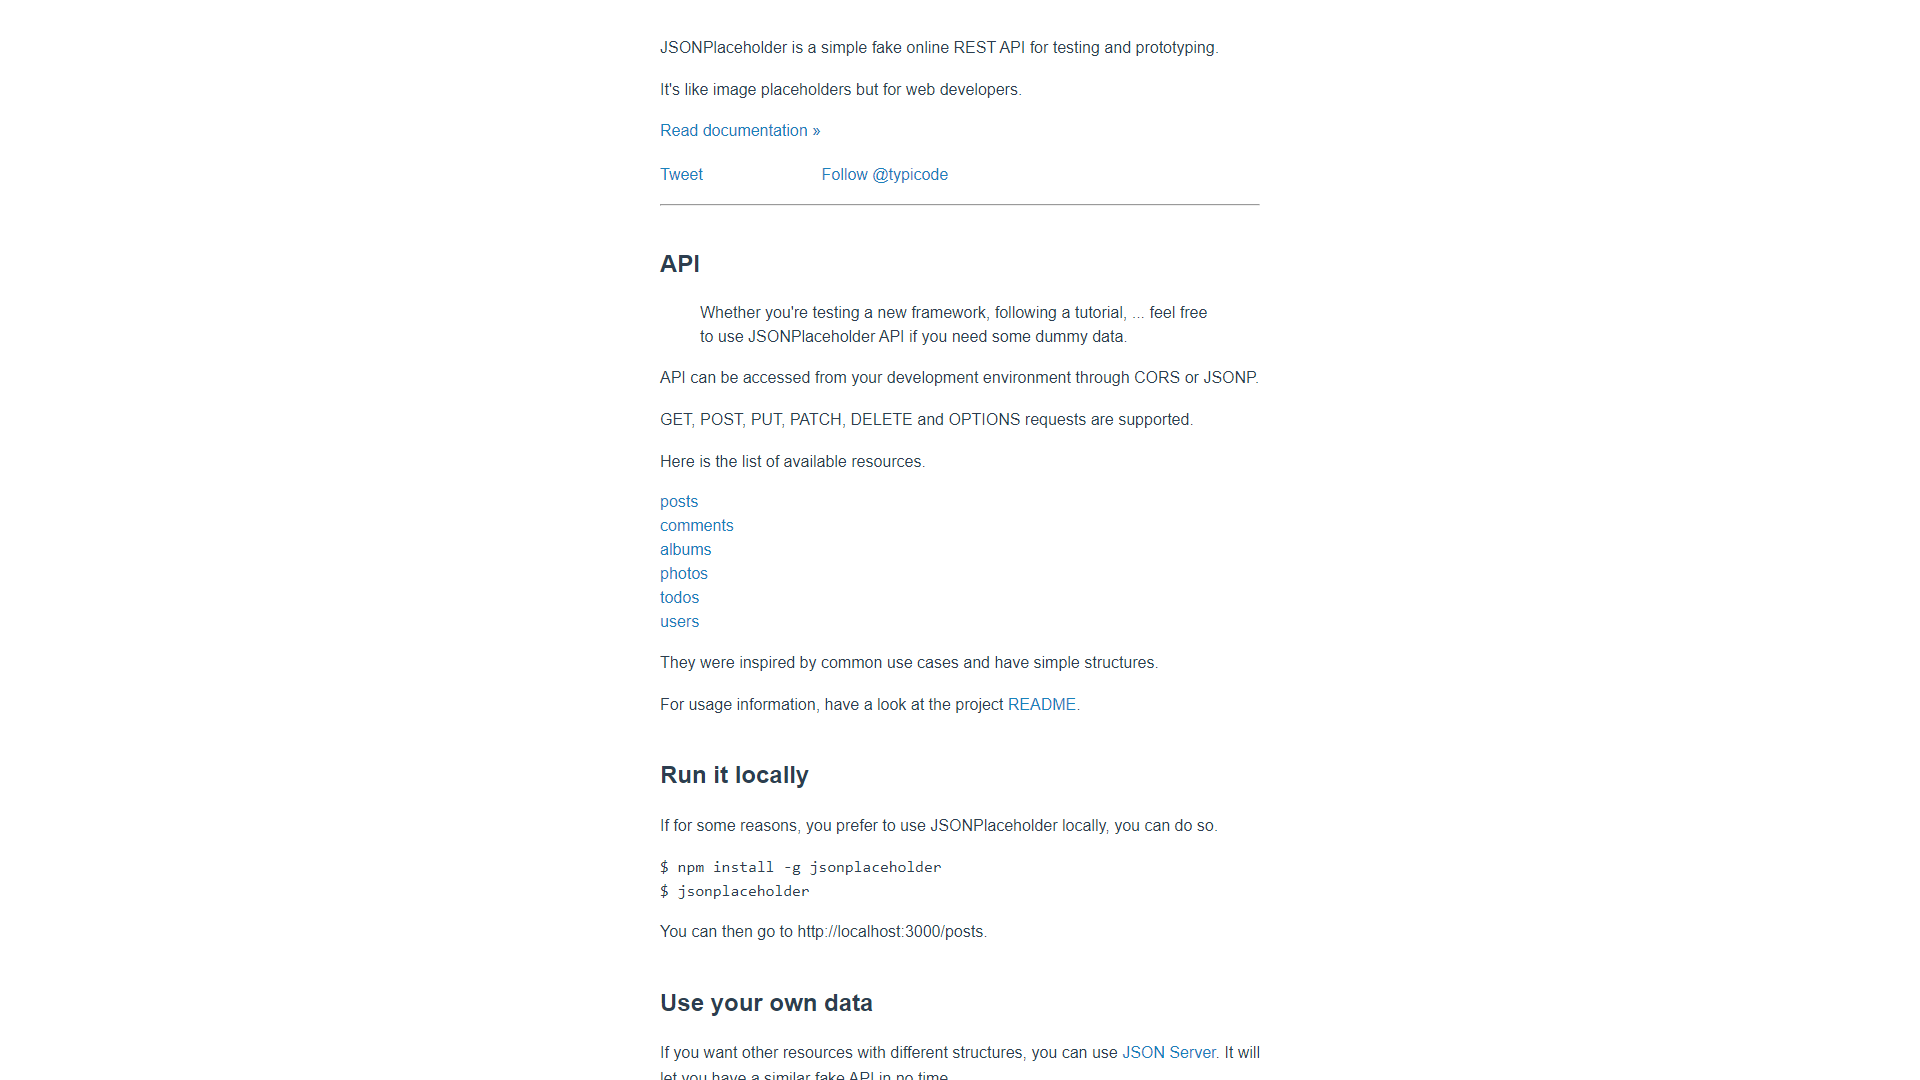 JSONPlaceholder is a simple fake online REST API for testing and prototyping.
It's like image placeholders but for web developers.
Read documentation »
Tweet
Follow @typicode
API
Whether you're testing a new framework, following a tutorial, ... feel free
to use JSONPlaceholder API if you need some dummy data.
API can be accessed from your development environment through CORS or JSONP.
GET, POST, PUT, PATCH, DELETE and OPTIONS requests are supported.
Here is the list of available resources.
posts
comments
albums
photos
todos
users
They were inspired by common use cases and have simple structures.
For usage information, have a look at the project README.
Run it locally
If for some reasons, you prefer to use JSONPlaceholder locally, you can do so.
$ npm install -g jsonplaceholder
$ jsonplaceholder
You can then go to http://localhost:3000/posts.
Use your own data
If you want other resources with different structures, you can use JSON Server. It will
let you have a similar fake API in no time.